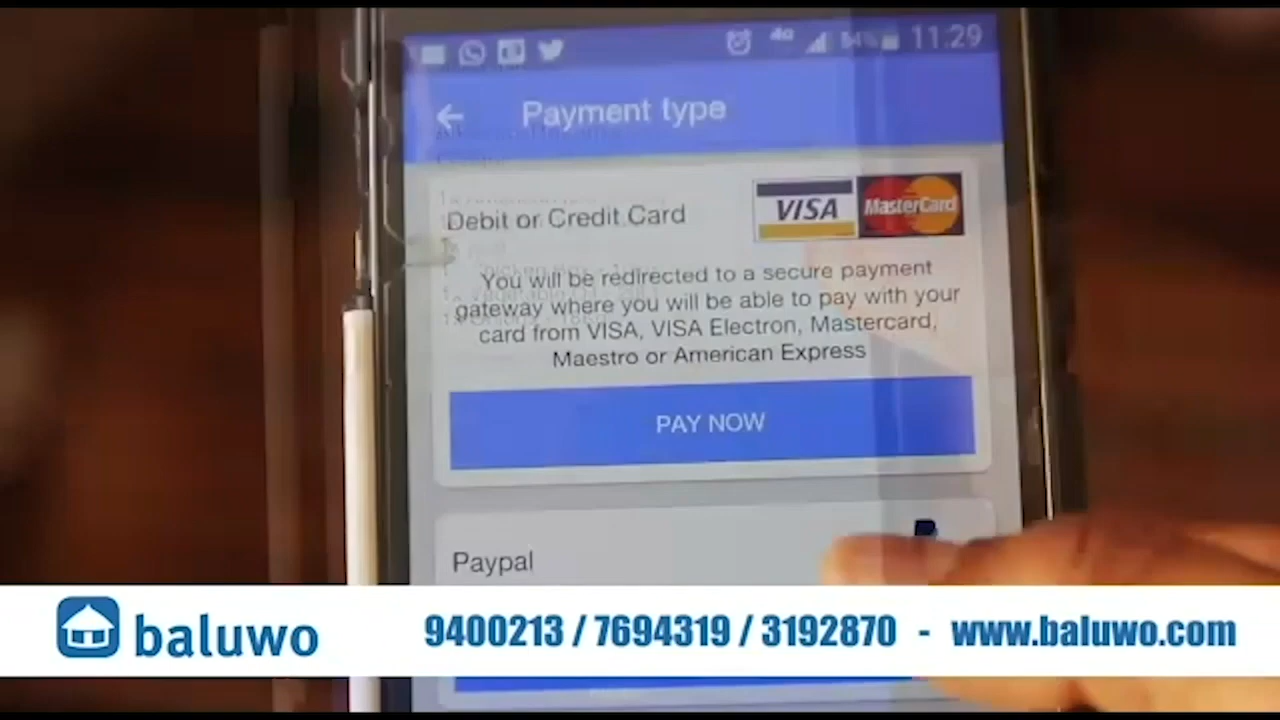 4G 54% 11:29
Payment type
Debit or Credit Card
VISA
MasterCard
You will be redirected to a secure payment
gateway where you will be able to pay with your
card from VISA, VISA Electron, Mastercard,
Maestro or American Express
PAY NOW
Paypal
baluwo
9400213 / 7694319 / 3192870 - www.baluwo.com